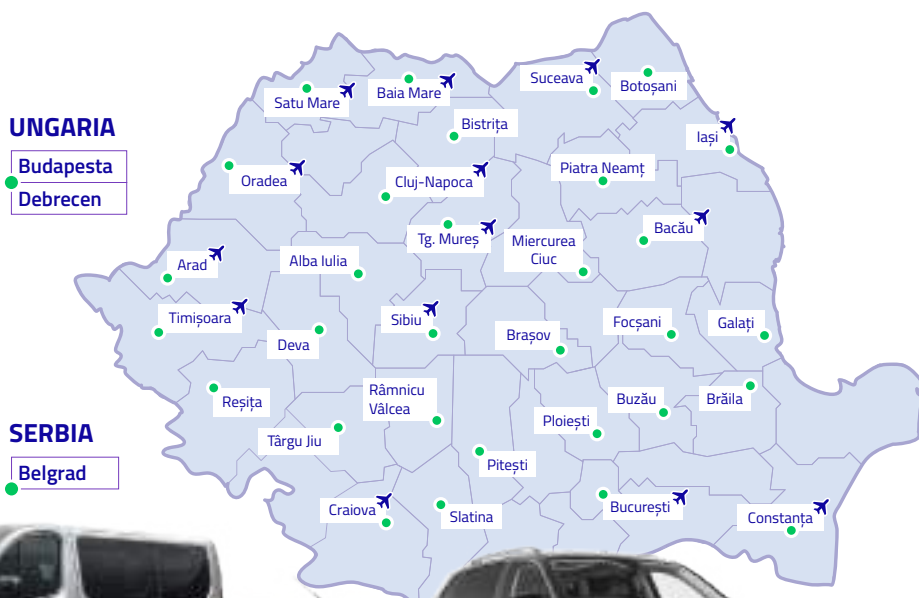 UNGARIA
Budapesta
Debrecen
SERBIA
Belgrad
Satu Mare
Baia Mare
Suceava
Botoșani
Bistrița
Iași
Oradea
Cluj-Napoca
Piatra Neamț
Tg. Mureș
Miercurea
Ciuc
Bacău
Arad
Alba Iulia
Timișoara
Deva
Sibiu
Brașov
Focșani
Galați
Reșița
Râmnicu
Vâlcea
Târgu Jiu
Ploiești
Buzău
Brăila
Pitești
Craiova
Slatina
București
Constanța